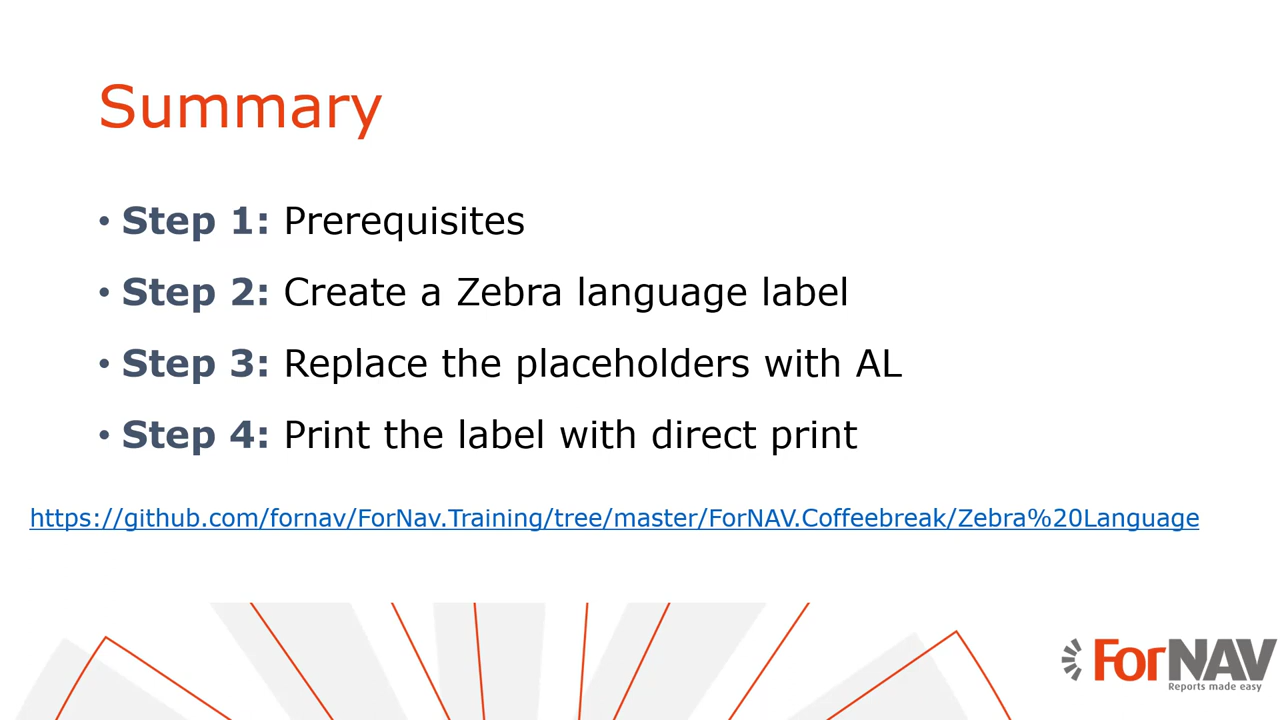 Summary
• Step 1: Prerequisites
• Step 2: Create a Zebra language label
• Step 3: Replace the placeholders with AL
• Step 4: Print the label with direct print
https://github.com/fornav/ForNav.Training/tree/master/ForNAV.Coffeebreak/Zebra%20Language
ForNAV
Reports made easy